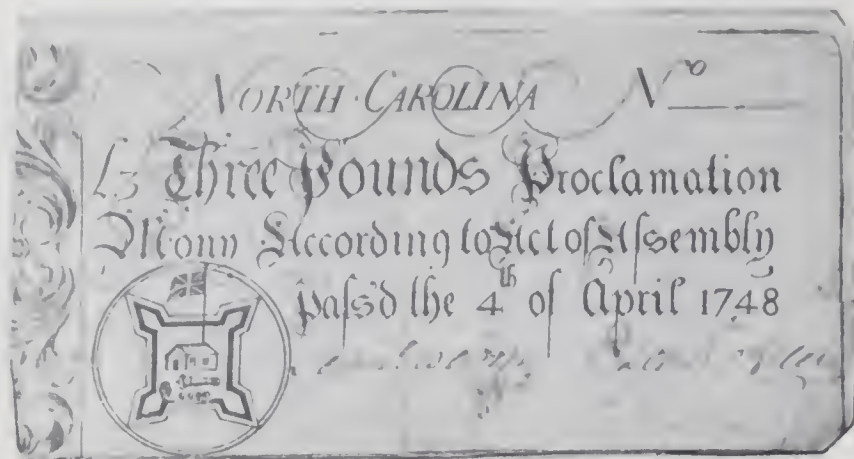 NORTH·CAROLINA No
£3 Three Pounds Proclamation
Mony According to Act of Aſsembly
paſs'd the 4th of April 1748